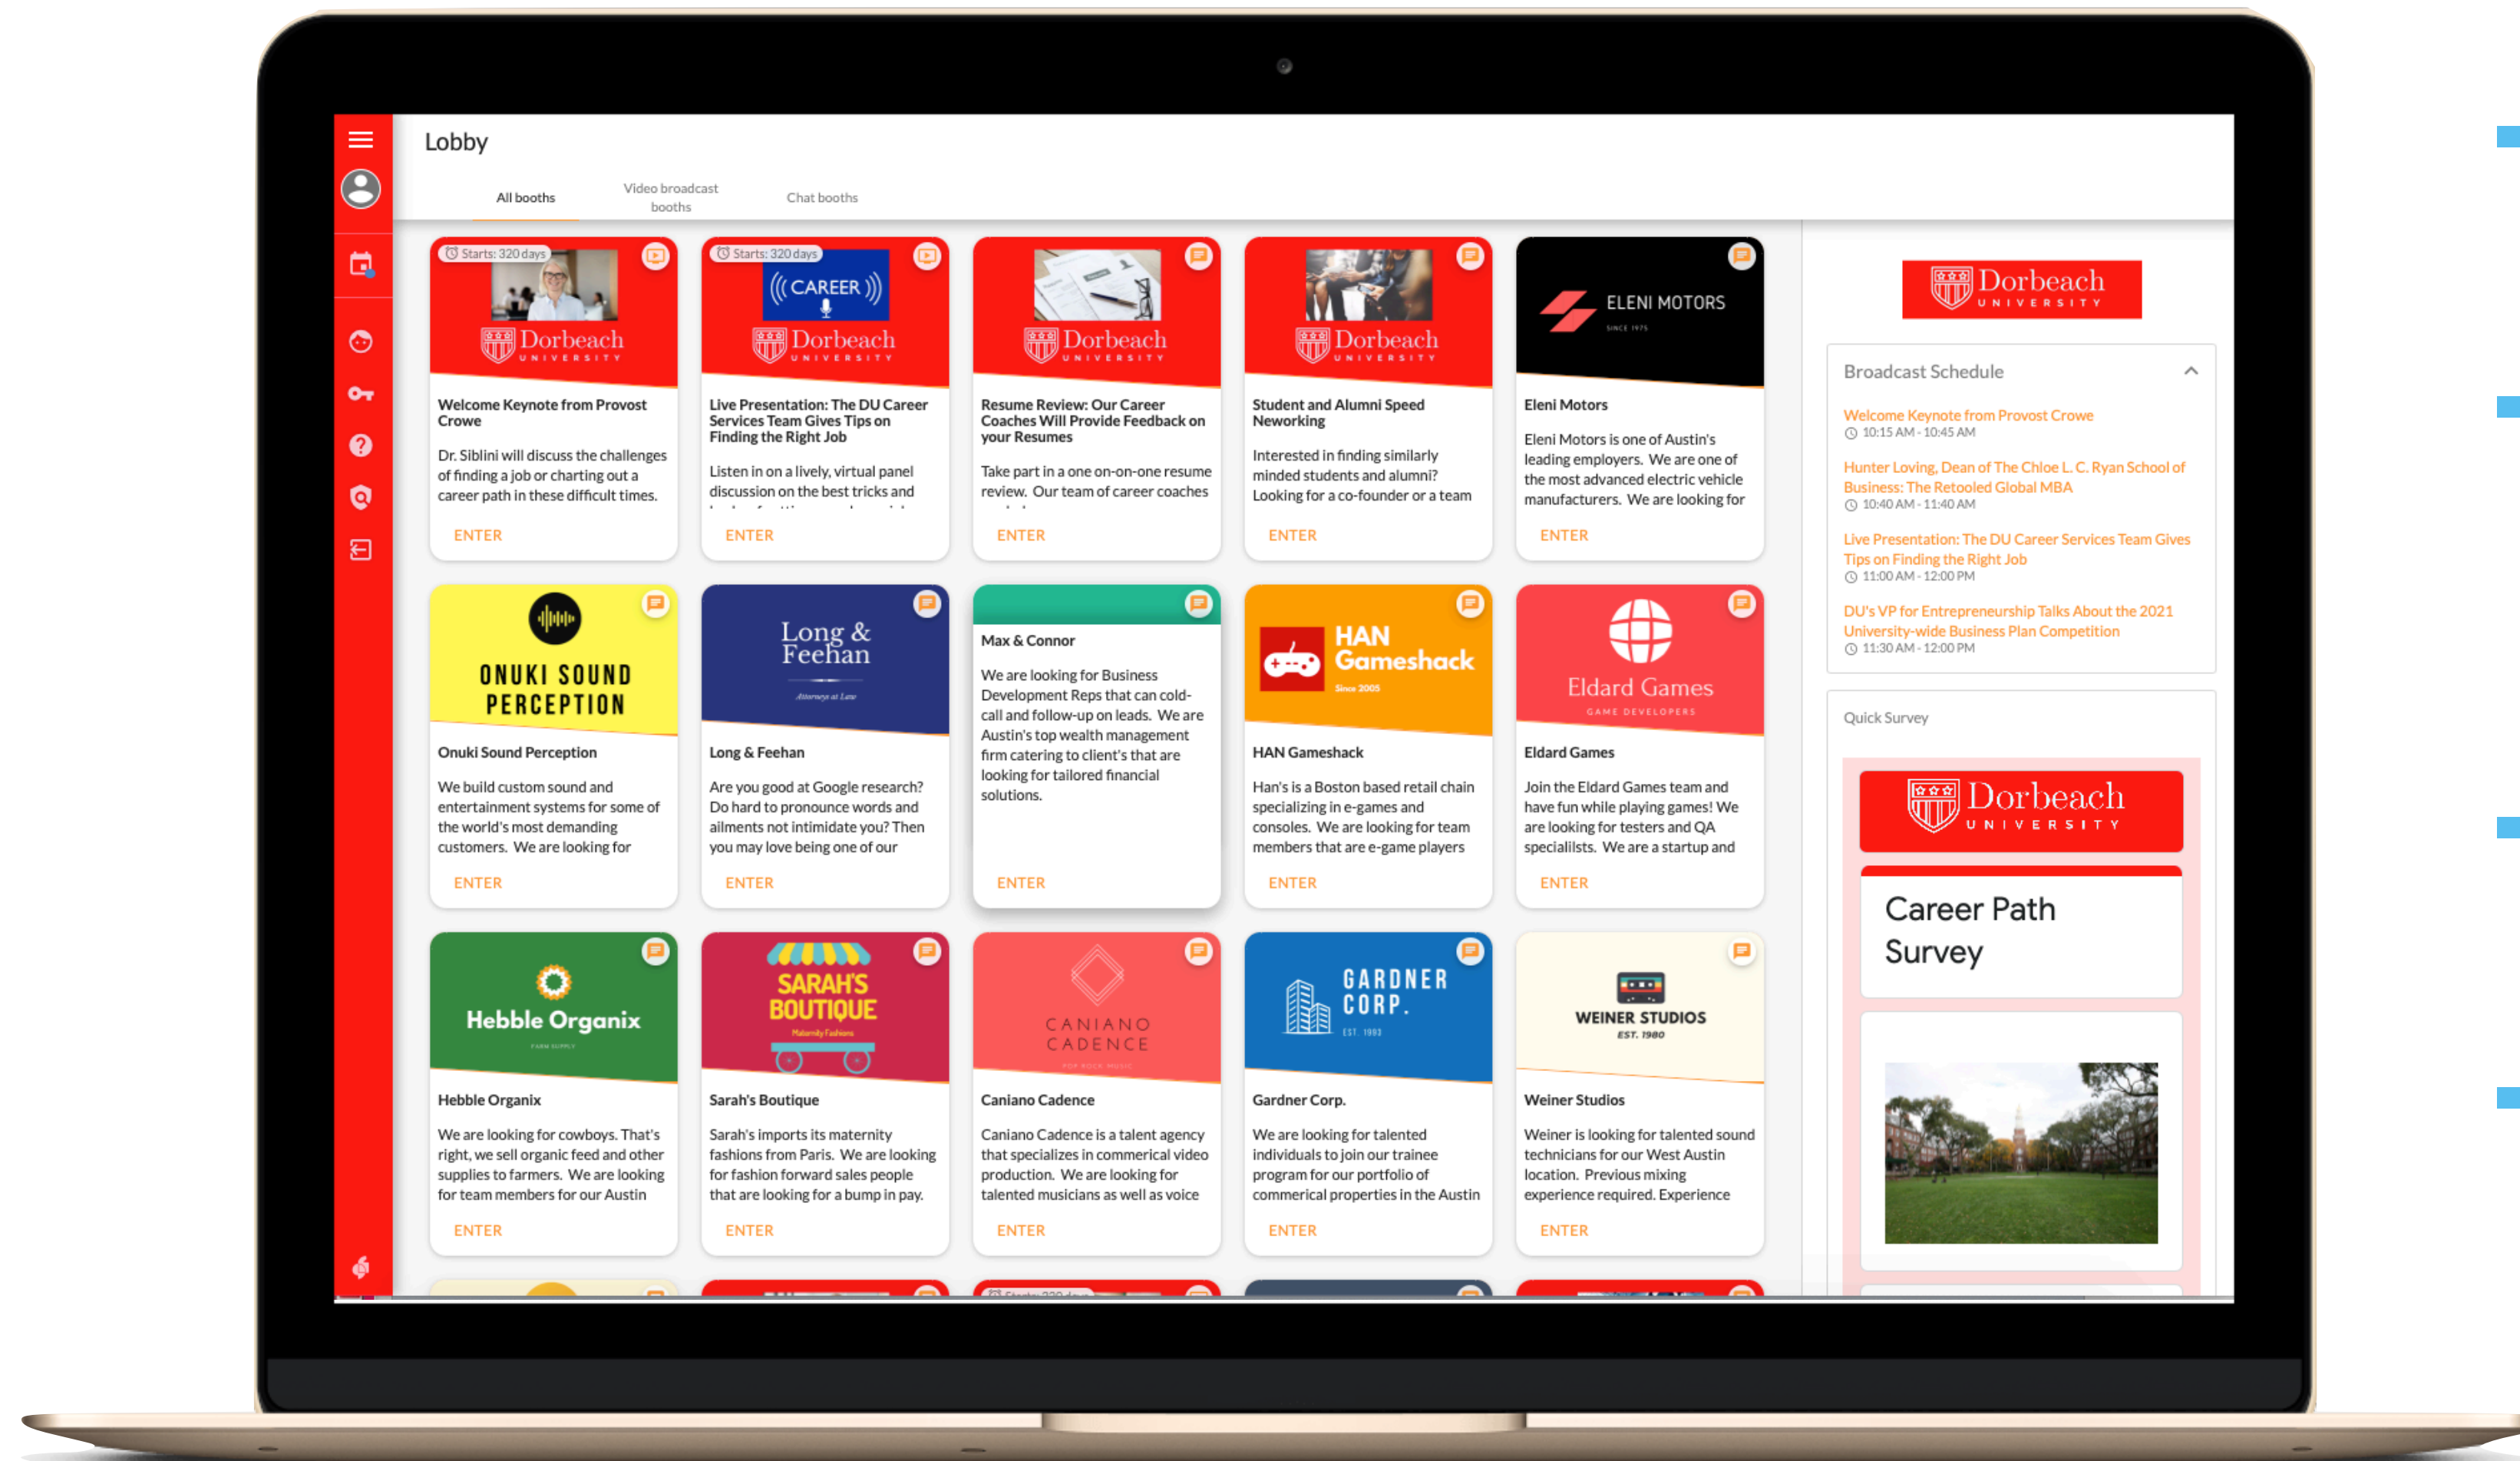 Lobby
All booths
Video broadcast
booths
Chat booths
Starts: 320 days
Dorbeach
UNIVERSITY
Welcome Keynote from Provost
Crowe
Dr. Siblini will discuss the challenges
of finding a job or charting out a
career path in these difficult times.
ENTER
Starts: 320 days
((( CAREER )))
Dorbeach
UNIVERSITY
Live Presentation: The DU Career
Services Team Gives Tips on
Finding the Right Job
Listen in on a lively, virtual panel
discussion on the best tricks and
ENTER
Dorbeach
UNIVERSITY
Resume Review: Our Career
Coaches Will Provide Feedback on
your Resumes
Take part in a one on-on-one resume
review. Our team of career coaches
ENTER
Dorbeach
UNIVERSITY
Student and Alumni Speed
Neworking
Interested in finding similarly
minded students and alumni?
Looking for a co-founder or a team
ENTER
ELENI MOTORS
SINCE 1975
Eleni Motors
Eleni Motors is one of Austin's
leading employers. We are one of
the most advanced electric vehicle
manufacturers. We are looking for
ENTER
ONUKI SOUND
PERCEPTION
Onuki Sound Perception
We build custom sound and
entertainment systems for some of
the world's most demanding
customers. We are looking for
ENTER
Long &
Feehan
Attorneys at Law
Long & Feehan
Are you good at Google research?
Do hard to pronounce words and
ailments not intimidate you? Then
you may love being one of our
ENTER
Max & Connor
We are looking for Business
Development Reps that can cold-
call and follow-up on leads. We are
Austin's top wealth management
firm catering to client's that are
looking for tailored financial
solutions.
ENTER
HAN
Gameshack
Since 2005
HAN Gameshack
Han's is a Boston based retail chain
specializing in e-games and
consoles. We are looking for team
members that are e-game players
ENTER
Eldard Games
GAME DEVELOPERS
Eldard Games
Join the Eldard Games team and
have fun while playing games! We
are looking for testers and QA
specialilsts. We are a startup and
ENTER
Hebble Organix
FARM SUPPLY
Hebble Organix
We are looking for cowboys. That's
right, we sell organic feed and other
supplies to farmers. We are looking
for team members for our Austin
ENTER
SARAH'S
BOUTIQUE
Maternity Fashions
Sarah's Boutique
Sarah's imports its maternity
fashions from Paris. We are looking
for fashion forward sales people
that are looking for a bump in pay.
ENTER
CANIANO
CADENCE
POP ROCK MUSIC
Caniano Cadence
Caniano Cadence is a talent agency
that specializes in commerical video
production. We are looking for
talented musicians as well as voice
ENTER
GARDNER
CORP.
EST. 1993
Gardner Corp.
We are looking for talented
individuals to join our trainee
program for our portfolio of
commerical properties in the Austin
ENTER
WEINER STUDIOS
EST. 1980
Weiner Studios
Weiner is looking for talented sound
technicians for our West Austin
location. Previous mixing
experience required. Experience
ENTER
Dorbeach
UNIVERSITY
Broadcast Schedule
Welcome Keynote from Provost Crowe
10:15 AM - 10:45 AM
Hunter Loving, Dean of The Chloe L. C. Ryan School of
Business: The Retooled Global MBA
10:40 AM - 11:40 AM
Live Presentation: The DU Career Services Team Gives
Tips on Finding the Right Job
11:00 AM - 12:00 PM
DU's VP for Entrepreneurship Talks About the 2021
University-wide Business Plan Competition
11:30 AM - 12:00 PM
Quick Survey
Dorbeach
UNIVERSITY
Career Path
Survey